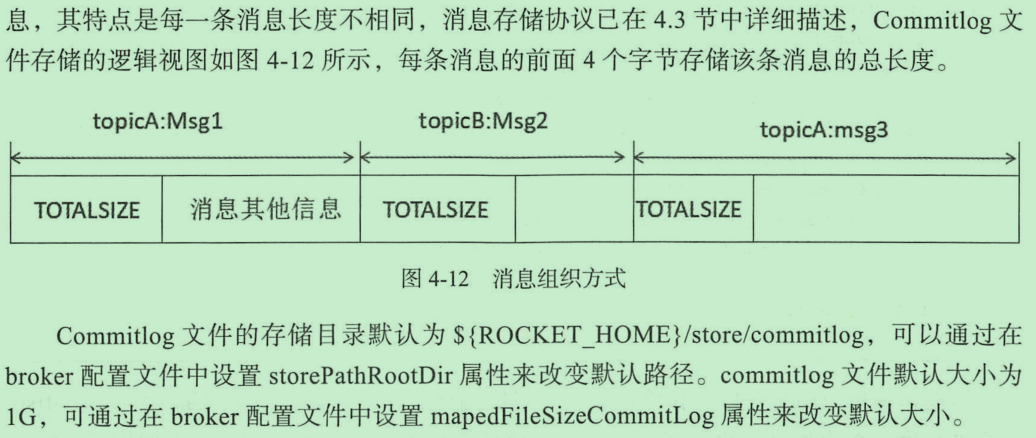 息，其特点是每一条消息长度不相同，消息存储协议已在 4.3 节中详细描述，Commitlog 文
件存储的逻辑视图如图 4-12 所示，每条消息的前面 4 个字节存储该条消息的总长度。
topicA:Msg1
topicB:Msg2
topicA:msg3
TOTALSIZE
消息其他信息
TOTALSIZE
TOTALSIZE
图 4-12 消息组织方式
Commitlog 文件的存储目录默认为 ${ROCKET_HOME}/store/commitlog，可以通过在
broker 配置文件中设置 storePathRootDir 属性来改变默认路径。commitlog 文件默认大小为
1G，可通过在 broker 配置文件中设置 mapedFileSizeCommitLog 属性来改变默认大小。